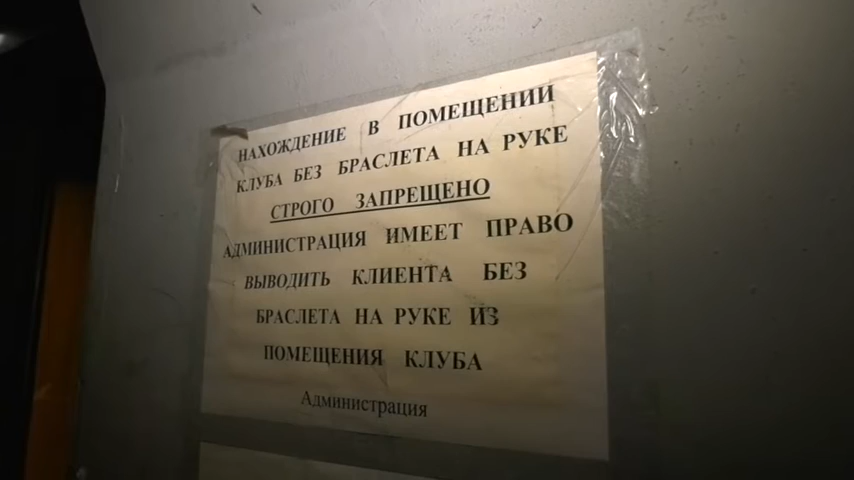 НАХОЖДЕНИЕ В ПОМЕЩЕНИИ
КЛУБА БЕЗ БРАСЛЕТА НА РУКЕ
СТРОГО ЗАПРЕЩЕНО
АДМИНИСТРАЦИЯ ИМЕЕТ ПРАВО
ВЫВОДИТЬ КЛИЕНТА БЕЗ
БРАСЛЕТА НА РУКЕ ИЗ
ПОМЕЩЕНИЯ КЛУБА
Администрация